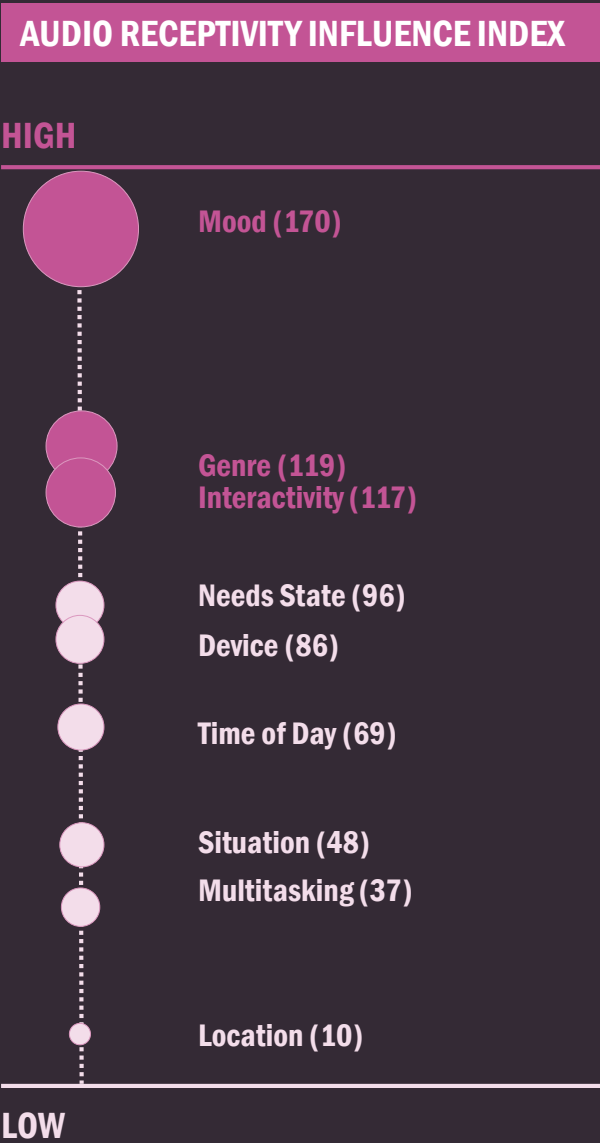 AUDIO RECEPTIVITY INFLUENCE INDEX
HIGH
Mood (170)
Genre (119)
Interactivity (117)
Needs State (96)
Device (86)
Time of Day (69)
Situation (48)
Multitasking (37)
Location (10)
LOW